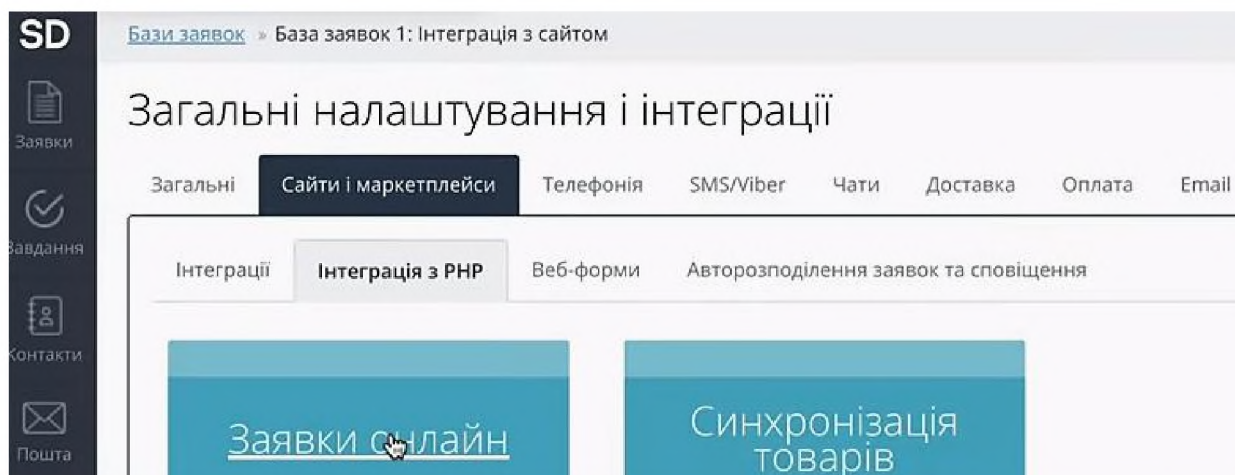 SD
Бази заявок » База заявок 1: Інтеграція з сайтом
Загальні налаштування і інтеграції
Заявки
Загальні Сайти і маркетплейси Телефонія SMS/Viber Чати Доставка Оплата Email
Завдання
Інтеграції Інтеграція з PHP Веб-форми Авторозподілення заявок та сповіщення
Контакти
Заявки онлайн
Синхронізація
товарів
Пошта